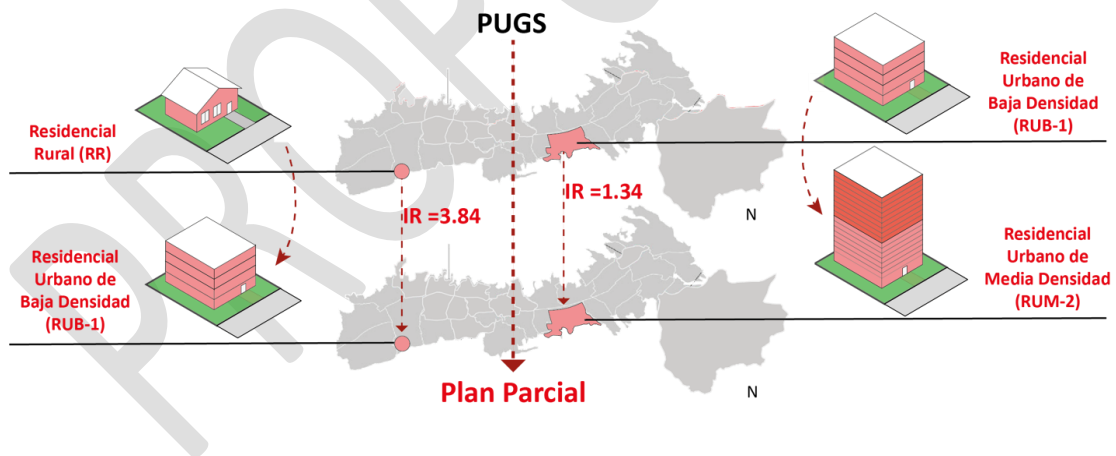 PUGS
Residencial
Rural (RR)
Residencial
Urbano de
Baja Densidad
(RUB-1)
IR =3.84
IR =1.34
N
Residencial
Urbano de
Baja Densidad
(RUB-1)
Residencial
Urbano de
Media Densidad
(RUM-2)
Plan Parcial
N